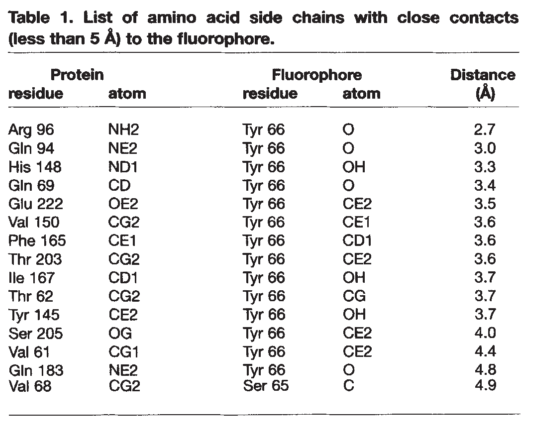 Table 1. List of amino acid side chains with close contacts
(less than 5 Å) to the fluorophore.
Protein Fluorophore Distance
residue atom residue atom (Å)
Arg 96 NH2 Tyr 66 O 2.7
Gln 94 NE2 Tyr 66 O 3.0
His 148 ND1 Tyr 66 OH 3.3
Gln 69 CD Tyr 66 O 3.4
Glu 222 OE2 Tyr 66 CE2 3.5
Val 150 CG2 Tyr 66 CE1 3.6
Phe 165 CE1 Tyr 66 CD1 3.6
Thr 203 CG2 Tyr 66 CE2 3.6
Ile 167 CD1 Tyr 66 OH 3.7
Thr 62 CG2 Tyr 66 CG 3.7
Tyr 145 CE2 Tyr 66 OH 3.7
Ser 205 OG Tyr 66 CE2 4.0
Val 61 CG1 Tyr 66 CE2 4.4
Gln 183 NE2 Tyr 66 O 4.8
Val 68 CG2 Ser 65 C 4.9